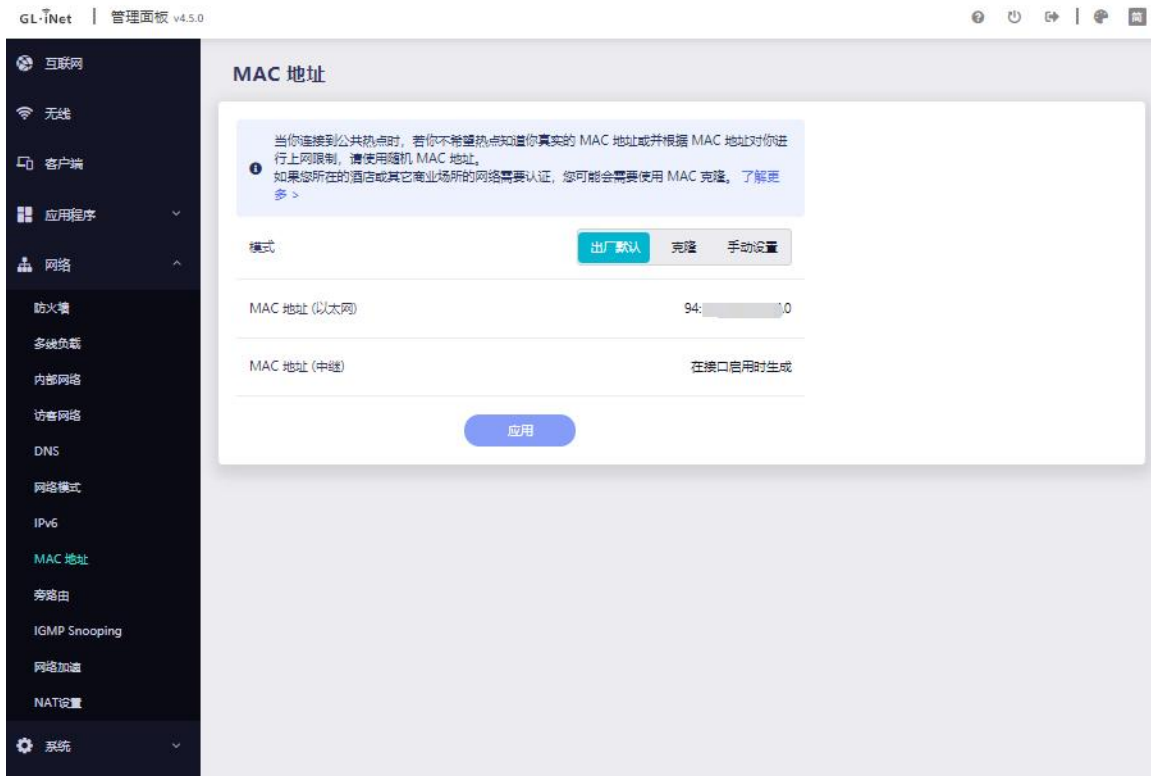 GL·iNet | 管理面板 v4.5.0
简
互联网
无线
客户端
应用程序
网络
防火墙
多线负载
内部网络
访客网络
DNS
网络模式
IPv6
MAC 地址
旁路由
IGMP Snooping
网络加速
NAT设置
系统
MAC 地址
当你连接到公共热点时，若你不希望热点知道你真实的 MAC 地址或并根据 MAC 地址对你进
行上网限制，请使用随机 MAC 地址。
如果您所在的酒店或其它商业场所的网络需要认证，您可能会需要使用 MAC 克隆。 了解更
多 >
模式 出厂默认 克隆 手动设置
MAC 地址 (以太网) 94: 0
MAC 地址 (中继) 在接口启用时生成
应用